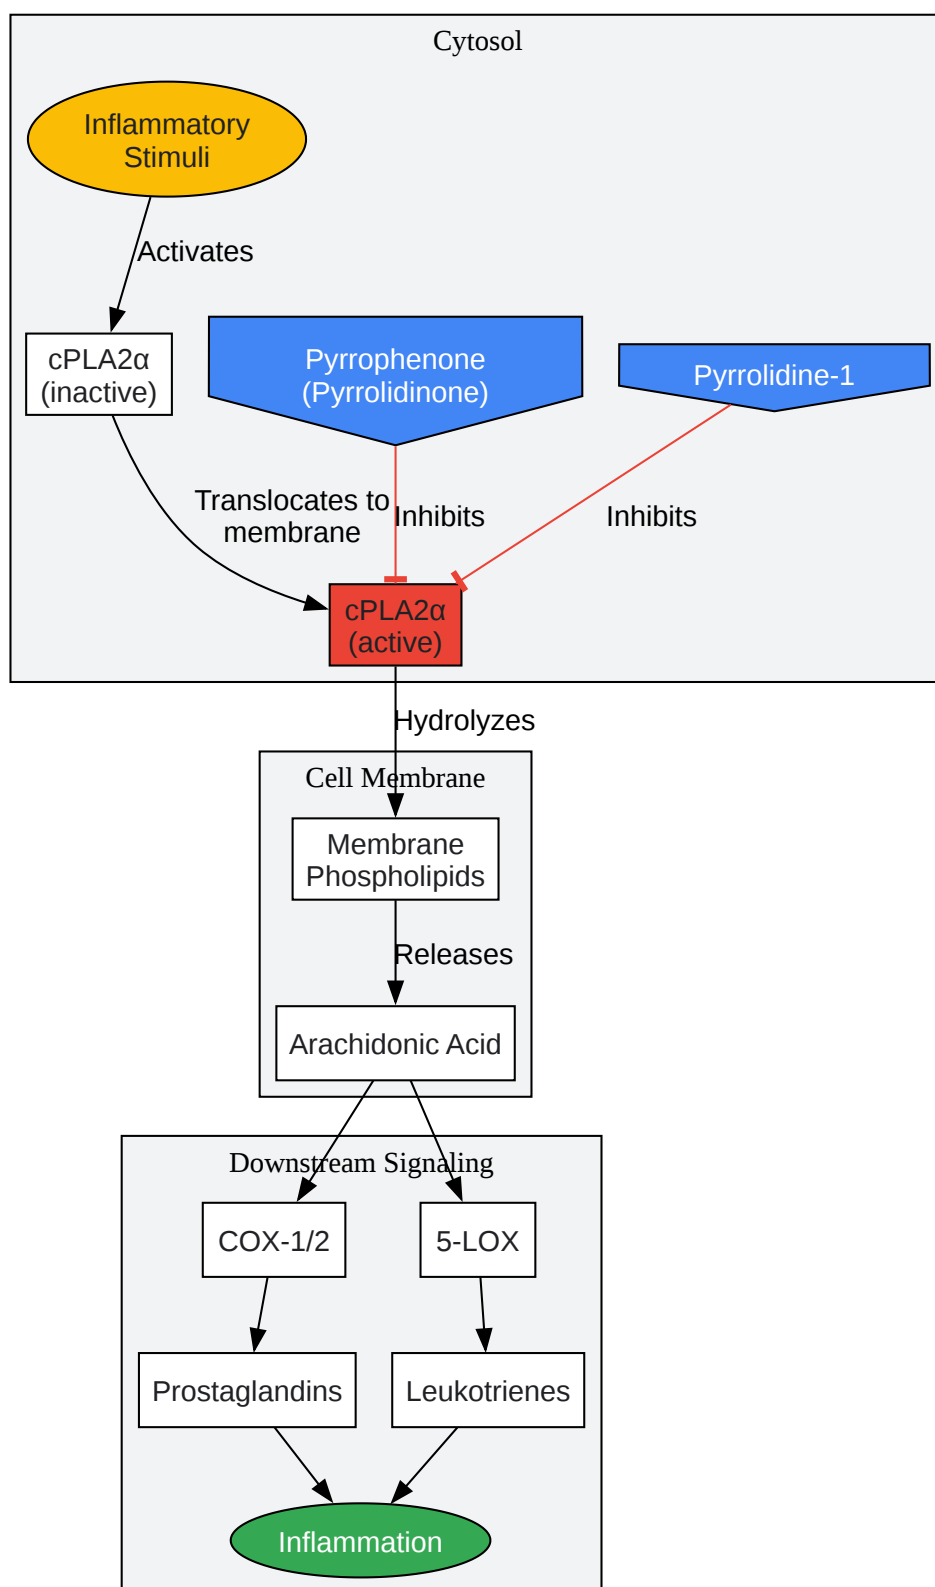 Cytosol
Inflammatory
Stimuli
Activates
cPLA2α
(inactive)
Pyrrophenone
(Pyrrolidinone)
Pyrrolidine-1
Translocates to
membrane
Inhibits
Inhibits
cPLA2α
(active)
Hydrolyzes
Cell Membrane
Membrane
Phospholipids
Releases
Arachidonic Acid
Downstream Signaling
COX-1/2
5-LOX
Prostaglandins
Leukotrienes
Inflammation